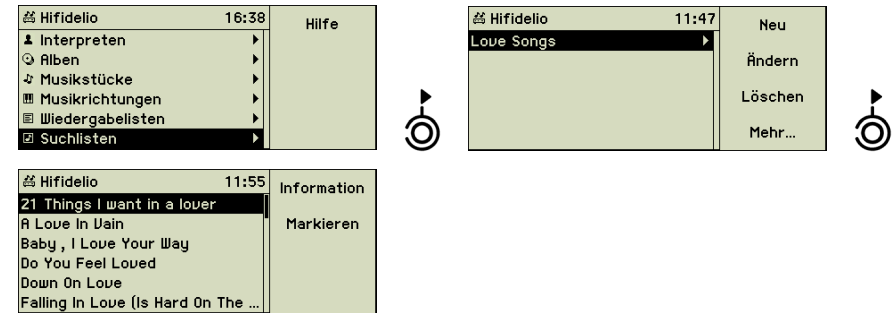 Hifidelio 16:38
Interpreten
Alben
Musikstücke
Musikrichtungen
Wiedergabelisten
Suchlisten
Hilfe
Hifidelio 11:47
Love Songs
Neu
Ändern
Löschen
Mehr...
Hifidelio 11:55
21 Things I want in a lover
A Love In Vain
Baby , I Love Your Way
Do You Feel Loved
Down On Love
Falling In Love (Is Hard On The ...
Information
Markieren